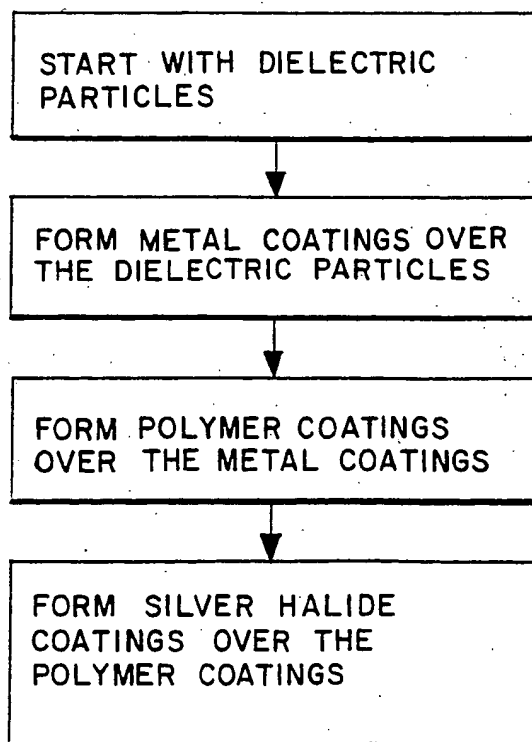 START WITH DIELECTRIC
PARTICLES
FORM METAL COATINGS OVER
THE DIELECTRIC PARTICLES
FORM POLYMER COATINGS
OVER THE METAL COATINGS
FORM SILVER HALIDE
COATINGS OVER THE
POLYMER COATINGS